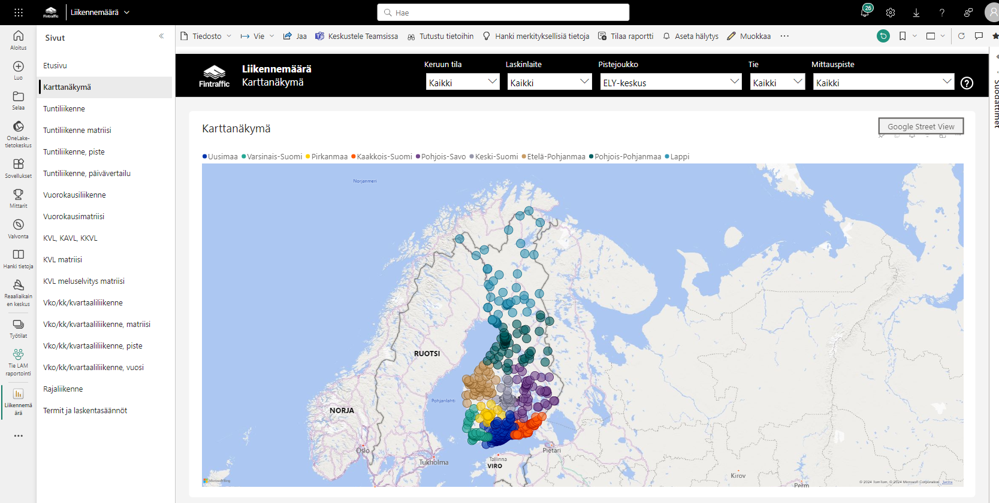 Fintraffic
Liikennemäärä
Hae
26
Aloitus
Luo
Selaa
OneLake-
tietokeskus
Sovellukset
Mittarit
Valvonta
Hanki tietoja
Reaaliaikain
en keskus
Työtilat
Tie LAM
raportointi
Liikennemä
ärä
Sivut
Etusivu
Karttanäkymä
Tuntiliikenne
Tuntiliikenne matriisi
Tuntiliikenne, piste
Tuntiliikenne, päivävertailu
Vuorokausiliikenne
Vuorokausimatriisi
KVL, KAVL, KKVL
KVL matriisi
KVL meluselvitys matriisi
Vko/kk/kvartaaliliikenne
Vko/kk/kvartaaliliikenne, matriisi
Vko/kk/kvartaaliliikenne, piste
Vko/kk/kvartaaliliikenne, vuosi
Rajaliikenne
Termit ja laskentasäännöt
Tiedosto Vie Jaa Keskustele Teamsissa Tutustu tietoihin Hanki merkityksellisiä tietoja Tilaa raportti Aseta hälytys Muokkaa
Fintraffic
Liikennemäärä
Karttanäkymä
Keruun tila Laskinlaite Pistejoukko Tie Mittauspiste
Kaikki Kaikki ELY-keskus Kaikki Kaikki
Suodattimet
Karttanäkymä
Google Street View
Uusimaa Varsinais-Suomi Pirkanmaa Kaakkois-Suomi Pohjois-Savo Keski-Suomi Etelä-Pohjanmaa Pohjois-Pohjanmaa Lappi
Norjanmeri
RUOTSI
Pohjanlahti
NORJA
Oslo
Tukholma
Tallinna
VIRO
Pietari
Kirov
Perm
Microsoft Bing
© 2024 TomTom, © 2024 Microsoft Corporation Terms